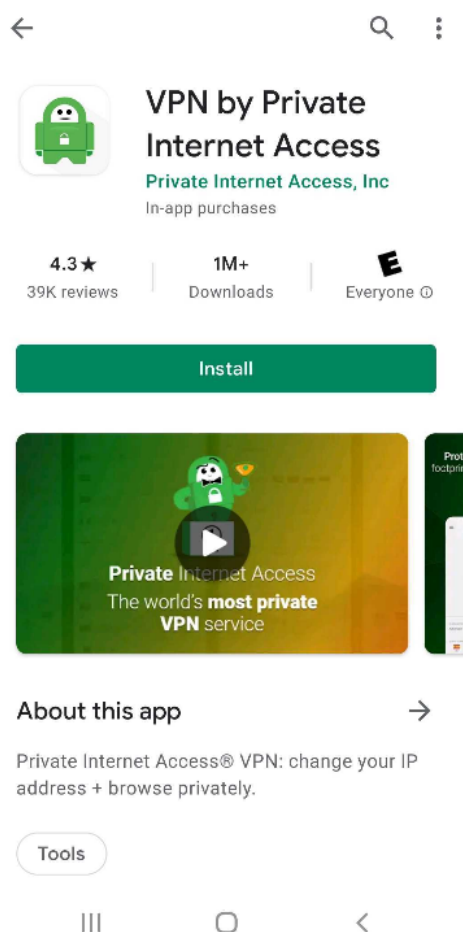 VPN by Private
Internet Access
Private Internet Access, Inc
In-app purchases
4.3★
1M+
E
39K reviews
Downloads
Everyone
Install
Private Internet Access
The world's most private
VPN service
About this app
Private Internet Access® VPN: change your IP
address + browse privately.
Tools